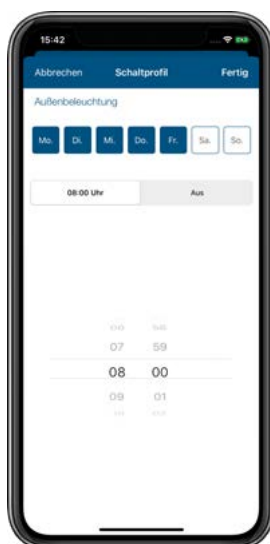 15:42
Abbrechen Schaltprofil Fertig
Außenbeleuchtung
Mo. Di. Mi. Do. Fr. Sa. So.
08:00 Uhr Aus
07 59
08 00
09 01